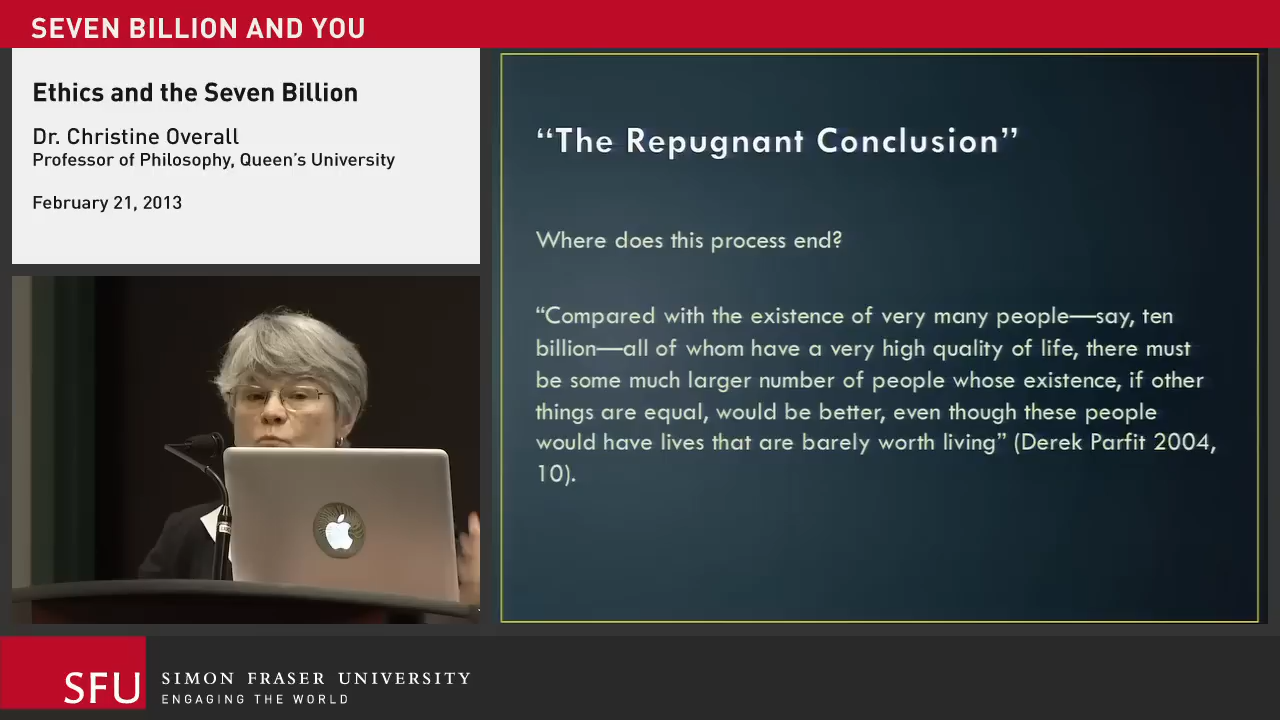 SEVEN BILLION AND YOU
Ethics and the Seven Billion
Dr. Christine Overall
Professor of Philosophy, Queen’s University
February 21, 2013
“The Repugnant Conclusion”
Where does this process end?
“Compared with the existence of very many people—say, ten
billion—all of whom have a very high quality of life, there must
be some much larger number of people whose existence, if other
things are equal, would be better, even though these people
would have lives that are barely worth living” (Derek Parfit 2004,
10).
SFU
SIMON FRASER UNIVERSITY
ENGAGING THE WORLD